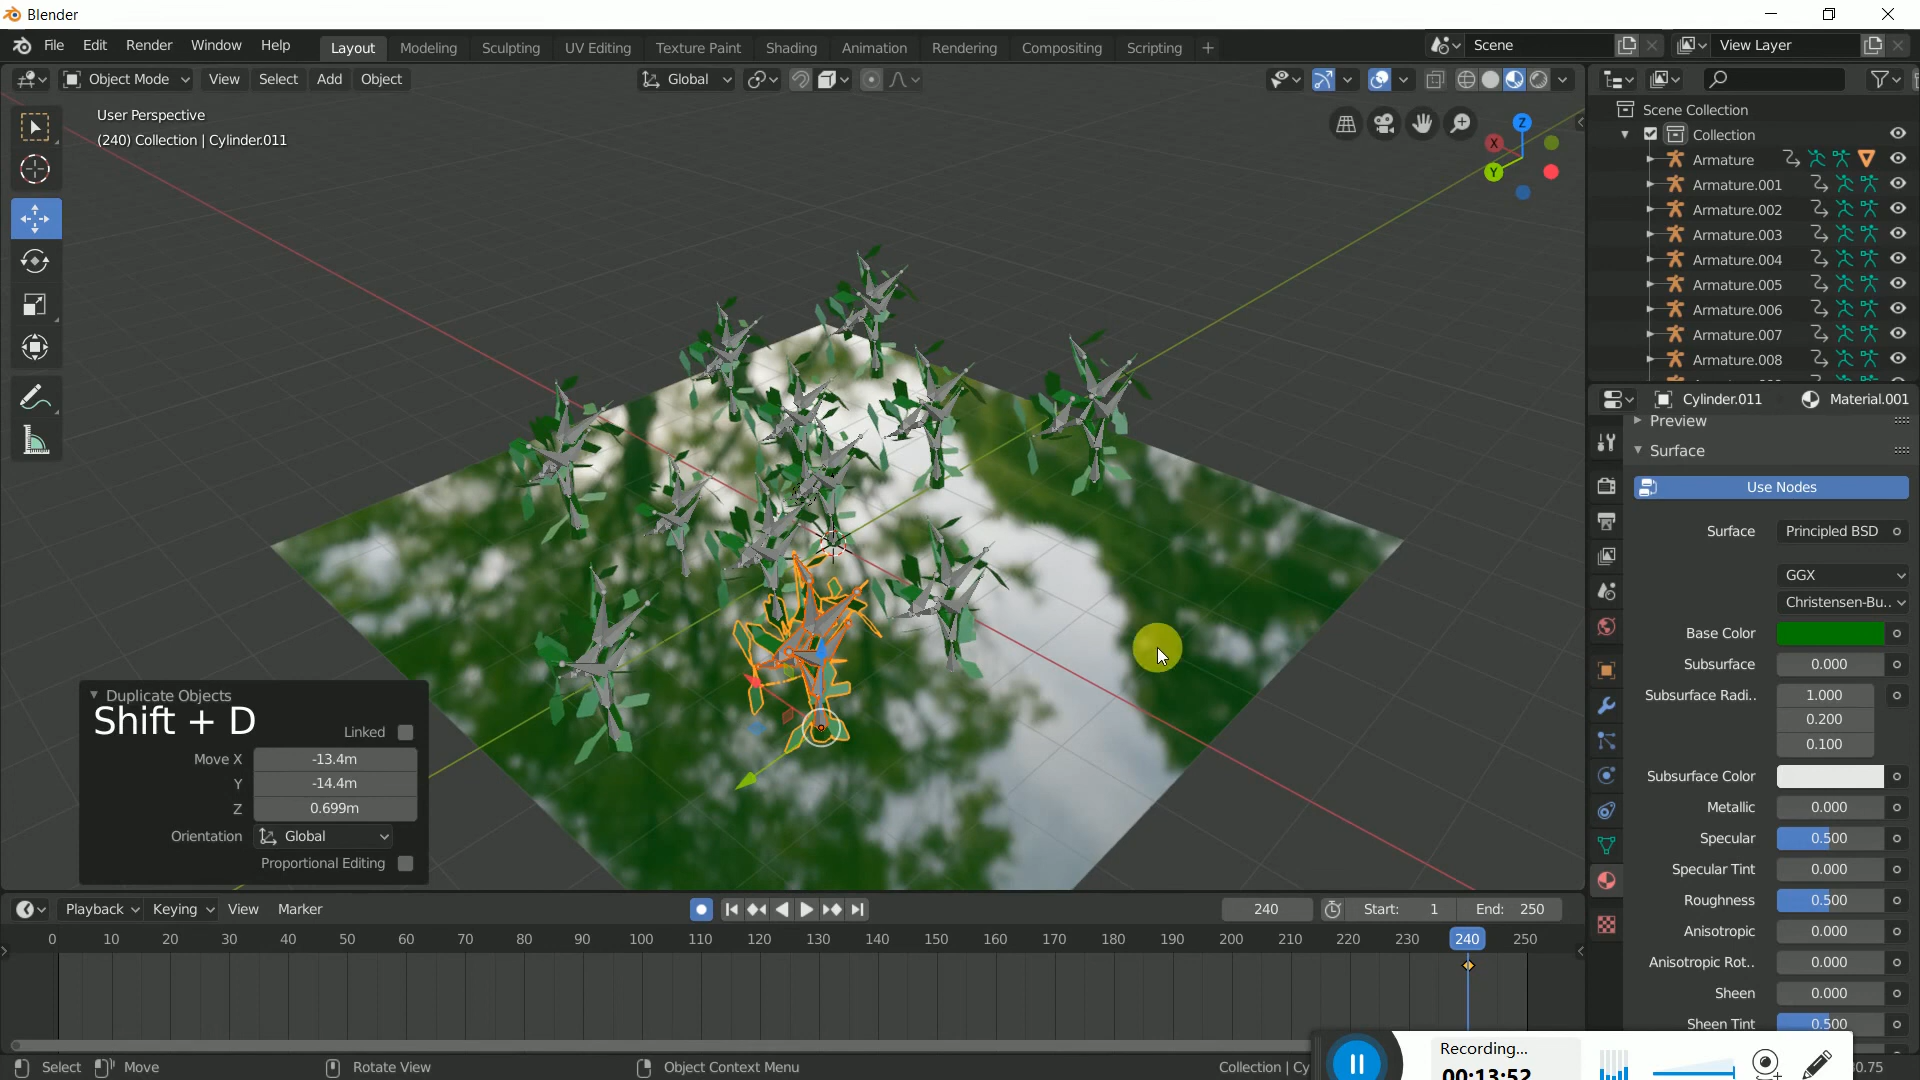 Blender
File Edit Render Window Help Layout Modeling Sculpting UV Editing Texture Paint Shading Animation Rendering Compositing Scripting + Scene View Layer
Object Mode View Select Add Object Global
User Perspective
(240) Collection | Cylinder.011
Z
X
Y
Scene Collection
Collection
Armature
Armature.001
Armature.002
Armature.003
Armature.004
Armature.005
Armature.006
Armature.007
Armature.008
Cylinder.011 Material.001
Preview
Surface
Use Nodes
Surface Principled BSD
GGX
Christensen-Bu..
Base Color
Subsurface 0.000
Subsurface Radi.. 1.000
0.200
0.100
Subsurface Color
Metallic 0.000
Specular 0.500
Specular Tint 0.000
Roughness 0.500
Anisotropic 0.000
Anisotropic Rot.. 0.000
Sheen 0.000
Sheen Tint 0.500
Duplicate Objects
Shift + D
Linked
Move X -13.4m
Y -14.4m
Z 0.699m
Orientation Global
Proportional Editing
Playback Keying View Marker 240 Start: 1 End: 250
0 10 20 30 40 50 60 70 80 90 100 110 120 130 140 150 160 170 180 190 200 210 220 230 240 250
Select Move Rotate View Object Context Menu Collection | Cy
Recording...
00:13:52